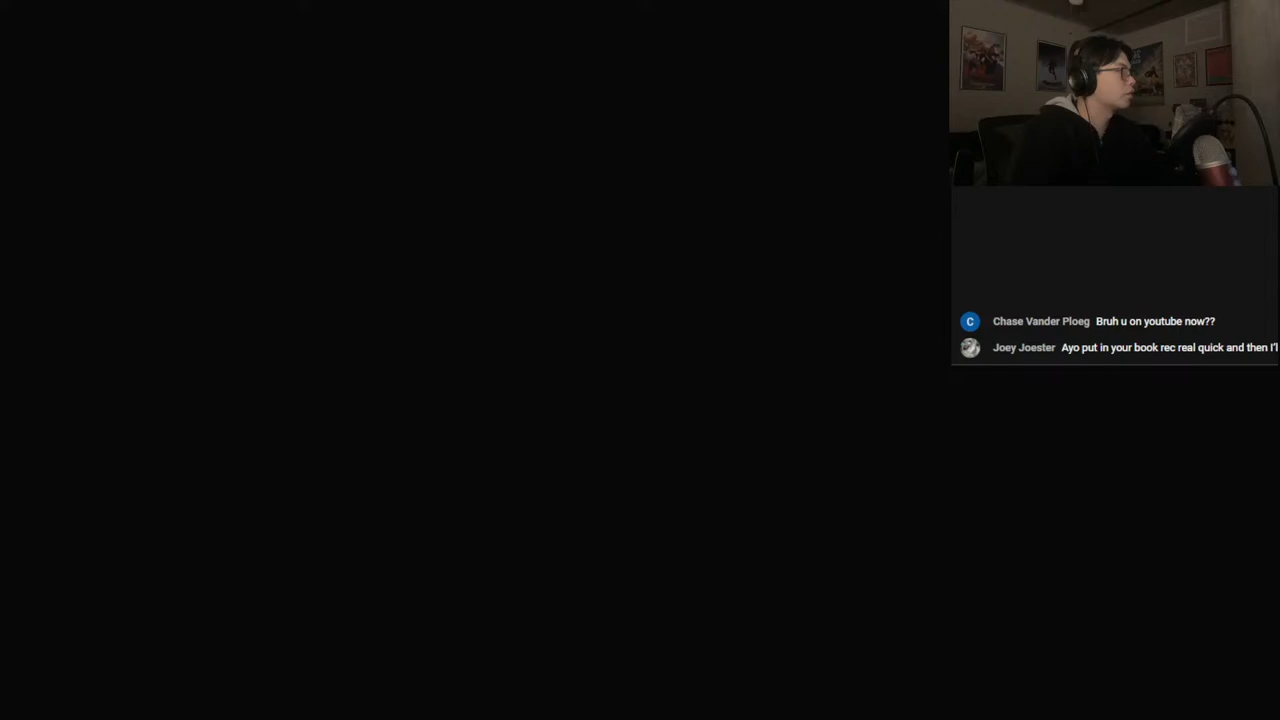 C Chase Vander Ploeg Bruh u on youtube now??
Joey Joester Ayo put in your book rec real quick and then I'l